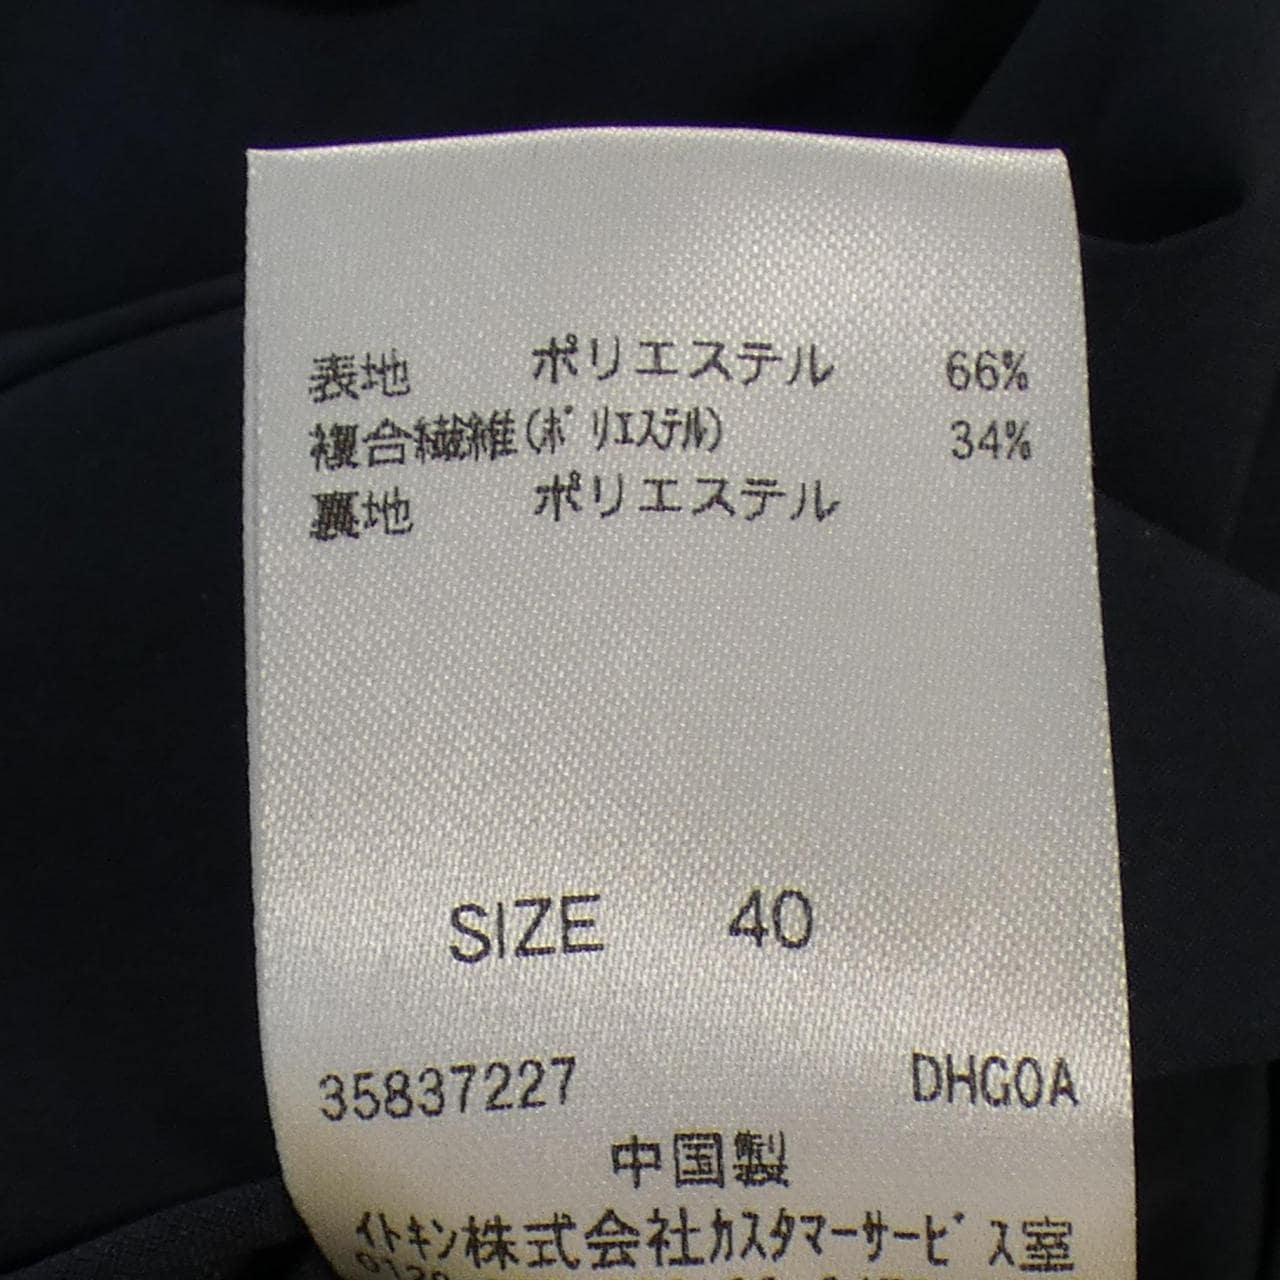 表地 ポリエステル 66%
複合繊維(ポリエステル) 34%
裏地 ポリエステル
SIZE 40
35837227 DHG0A
中国製
イトキン株式会社カスタマーサービス室